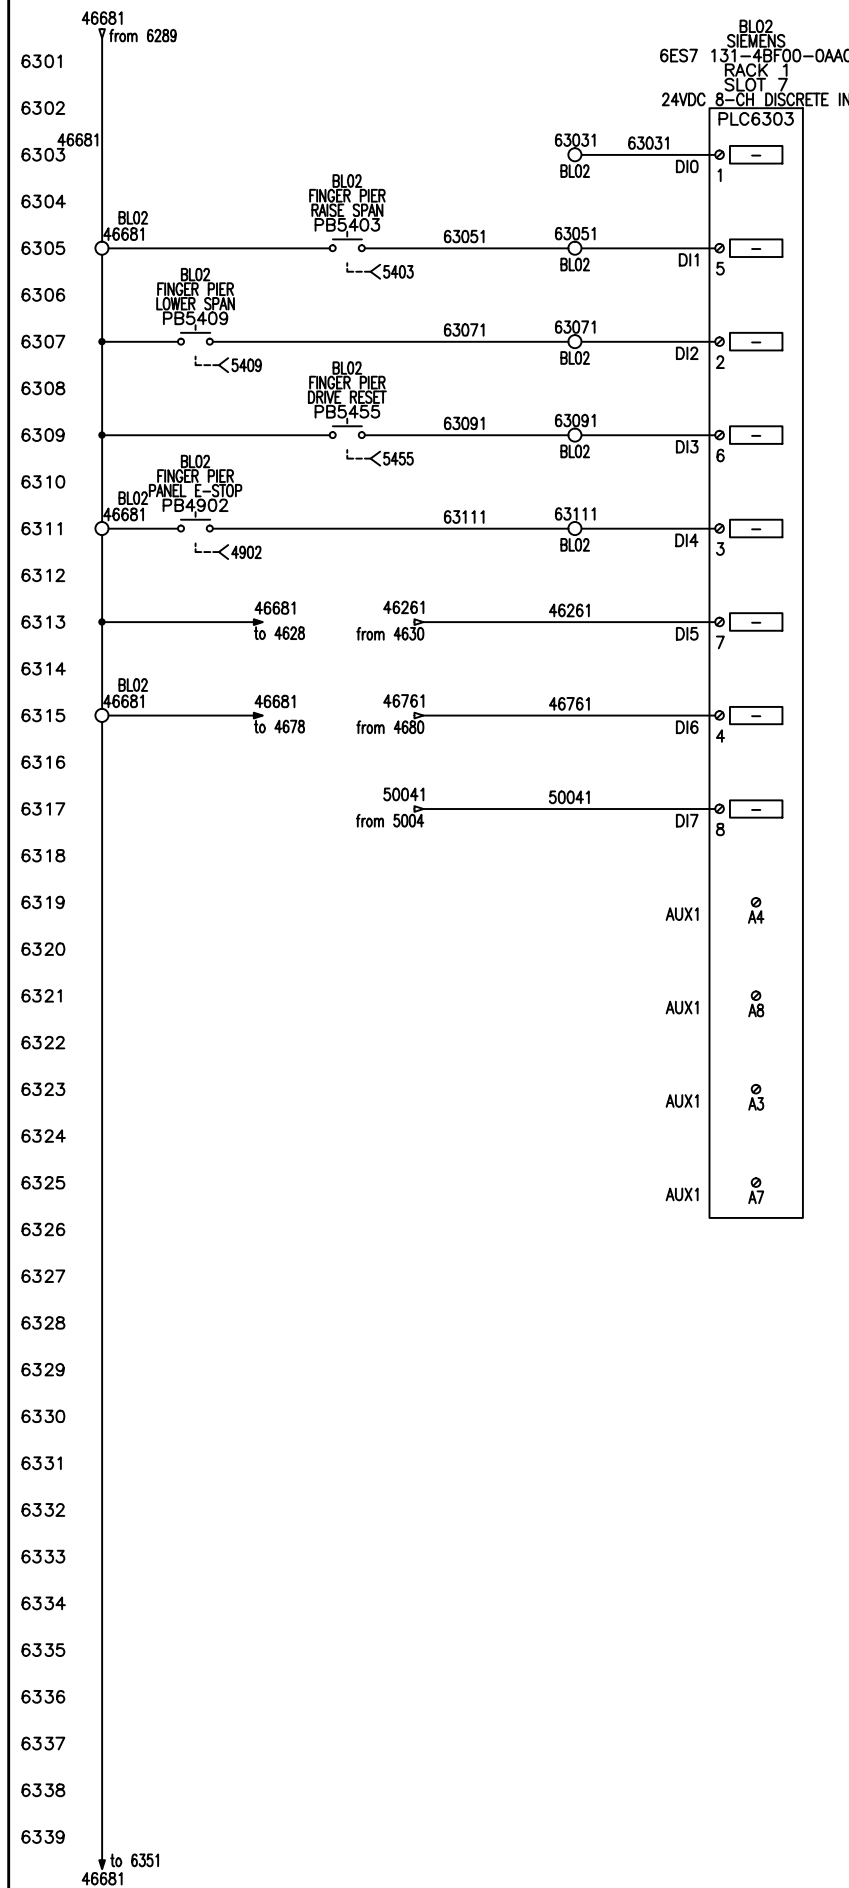 46681
from 6289
BL02
SIEMENS
6ES7 131-4BF00-0AA0
RACK 1
SLOT 7
24VDC 8-CH DISCRETE IN
PLC6303
6301
6302
46681
6303
63031
BL02
63031
DI0
1
6304
BL02
FINGER PIER
RAISE SPAN
PB5403
BL02
46681
6305
5403
63051
63051
BL02
DI1
5
6306
BL02
FINGER PIER
LOWER SPAN
PB5409
6307
5409
63071
63071
BL02
DI2
2
6308
BL02
FINGER PIER
DRIVE RESET
PB5455
6309
5455
63091
63091
BL02
DI3
6
6310
BL02
FINGER PIER
PANEL E-STOP
PB4902
BL02
46681
6311
4902
63111
63111
BL02
DI4
3
6312
6313
46681
to 4628
46261
from 4630
46261
DI5
7
6314
BL02
46681
6315
46681
to 4678
46761
from 4680
46761
DI6
4
6316
6317
50041
from 5004
50041
DI7
8
6318
6319
AUX1
A4
6320
6321
AUX1
A8
6322
6323
AUX1
A3
6324
6325
AUX1
A7
6326
6327
6328
6329
6330
6331
6332
6333
6334
6335
6336
6337
6338
6339
to 6351
46681